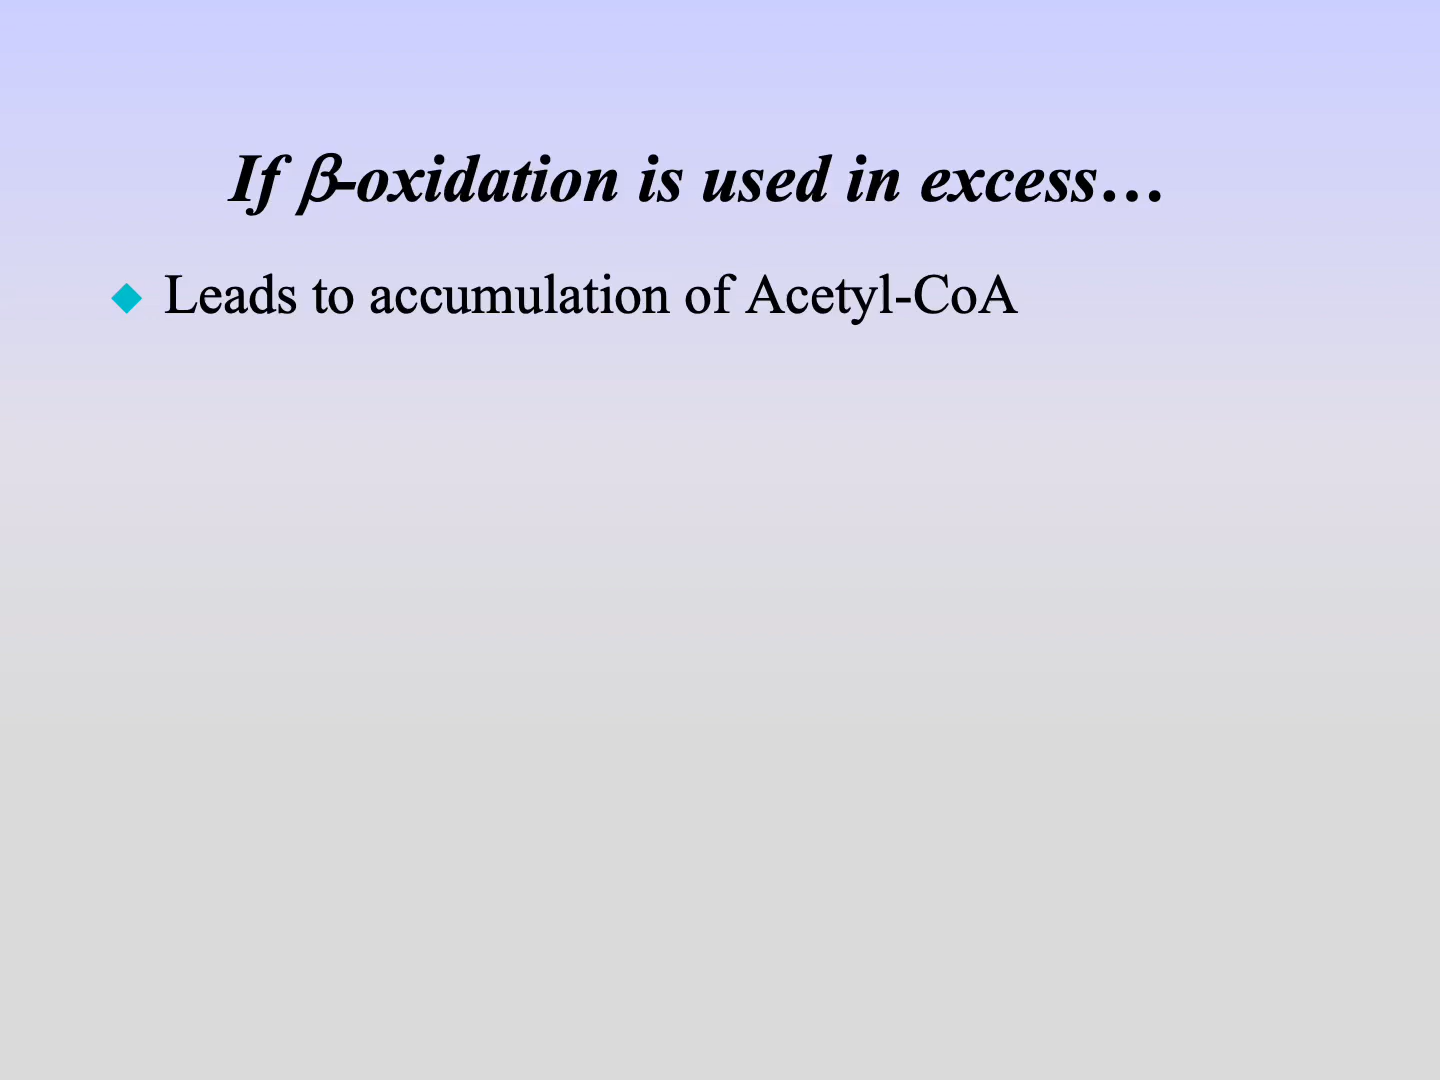 If β-oxidation is used in excess…
Leads to accumulation of Acetyl-CoA